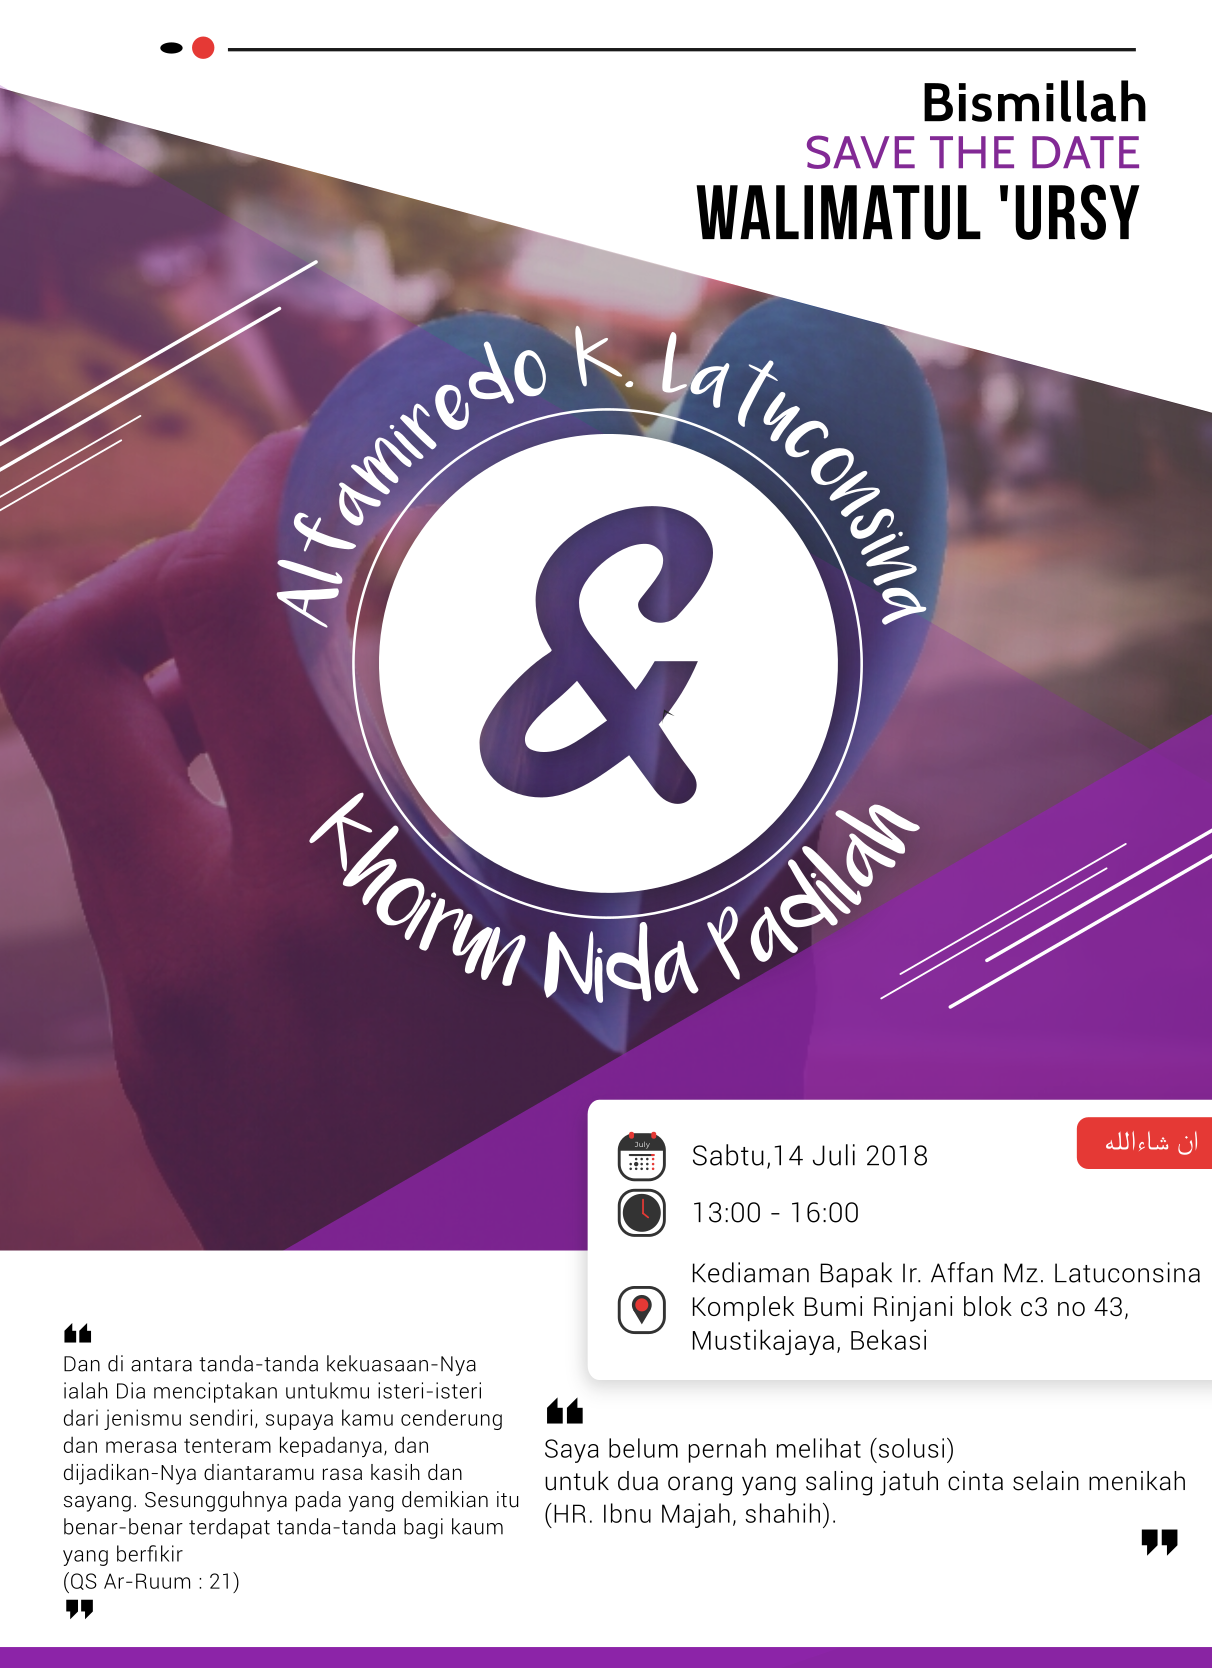 Bismillah
SAVE THE DATE
WALIMATUL 'URSY
Alfamiredo K. Latuconsina
&
Khoirun Nida Padilah
ان شاءالله
July
Sabtu,14 Juli 2018
13:00 - 16:00
Kediaman Bapak Ir. Affan Mz. Latuconsina
Komplek Bumi Rinjani blok c3 no 43,
Mustikajaya, Bekasi
❝
Dan di antara tanda-tanda kekuasaan-Nya
ialah Dia menciptakan untukmu isteri-isteri
dari jenismu sendiri, supaya kamu cenderung
dan merasa tenteram kepadanya, dan
dijadikan-Nya diantaramu rasa kasih dan
sayang. Sesungguhnya pada yang demikian itu
benar-benar terdapat tanda-tanda bagi kaum
yang berfikir
(QS Ar-Ruum : 21)
❞
❝
Saya belum pernah melihat (solusi)
untuk dua orang yang saling jatuh cinta selain menikah
(HR. Ibnu Majah, shahih).
❞